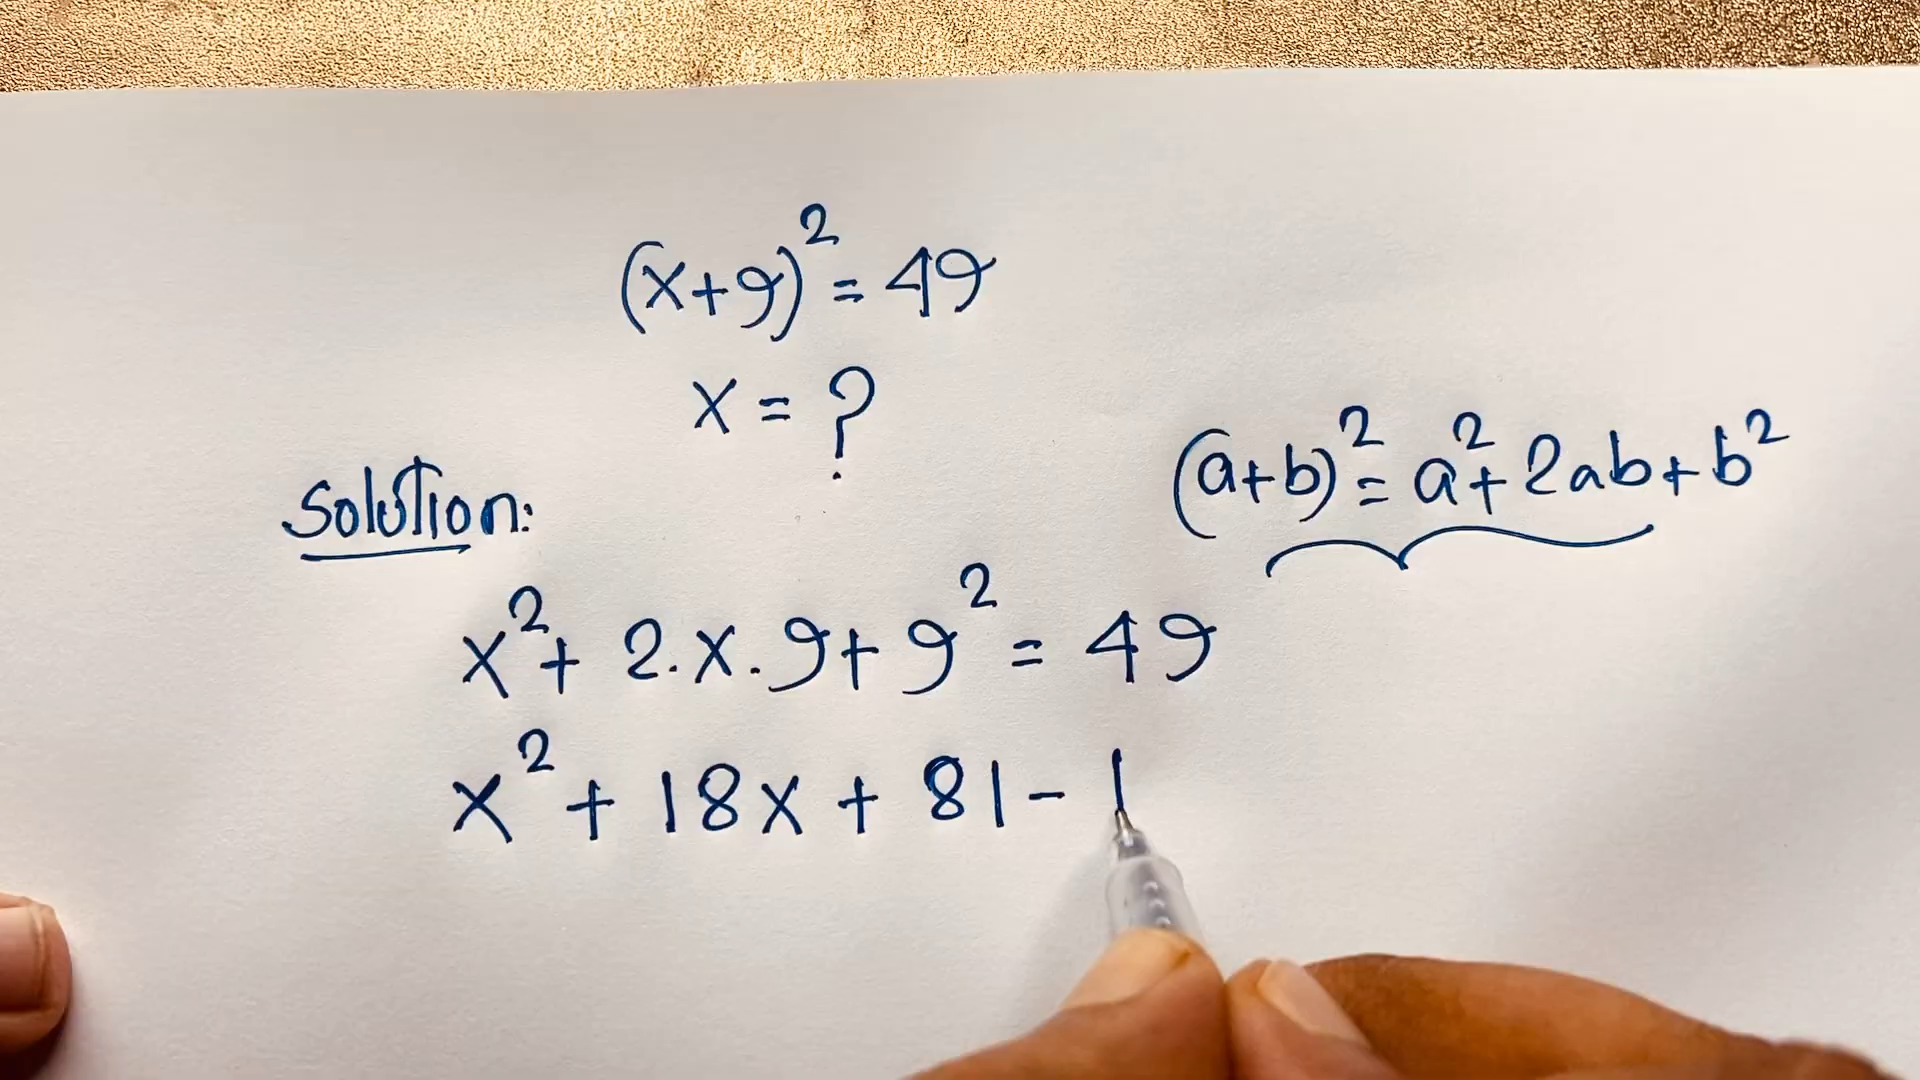 (x+9)² = 49
x = ?
(a+b)² = a² + 2ab + b²
Solution:
x² + 2.x.9 + 9² = 49
x² + 18x + 81 - 1